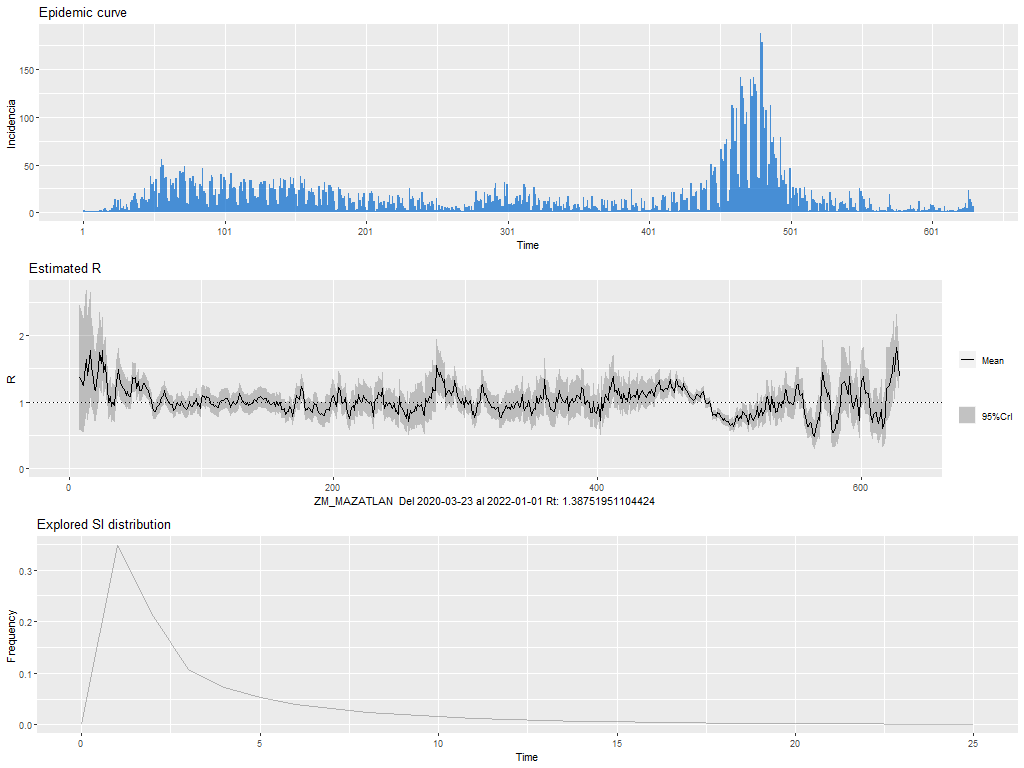 Epidemic curve
Incidencia
150
100
50
0
1 101 201 301 401 501 601
Time
Estimated R
R
2
1
0
0 200 400 600
ZM_MAZATLAN Del 2020-03-23 al 2022-01-01 Rt: 1.38751951104424
Mean
95%CrI
Explored SI distribution
Frequency
0.3
0.2
0.1
0.0
0 5 10 15 20 25
Time